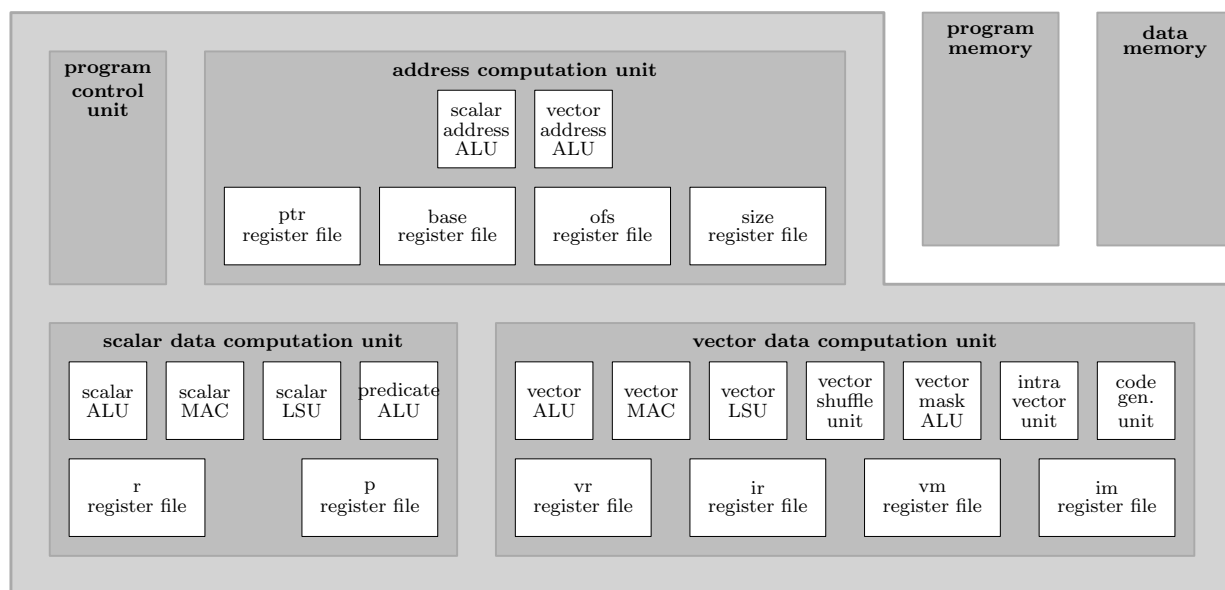 program
control
unit
address computation unit
scalar
address
ALU
vector
address
ALU
ptr
register file
base
register file
ofs
register file
size
register file
program
memory
data
memory
scalar data computation unit
scalar
ALU
scalar
MAC
scalar
LSU
predicate
ALU
r
register file
p
register file
vector data computation unit
vector
ALU
vector
MAC
vector
LSU
vector
shuffle
unit
vector
mask
ALU
intra
vector
unit
code
gen.
unit
vr
register file
ir
register file
vm
register file
im
register file